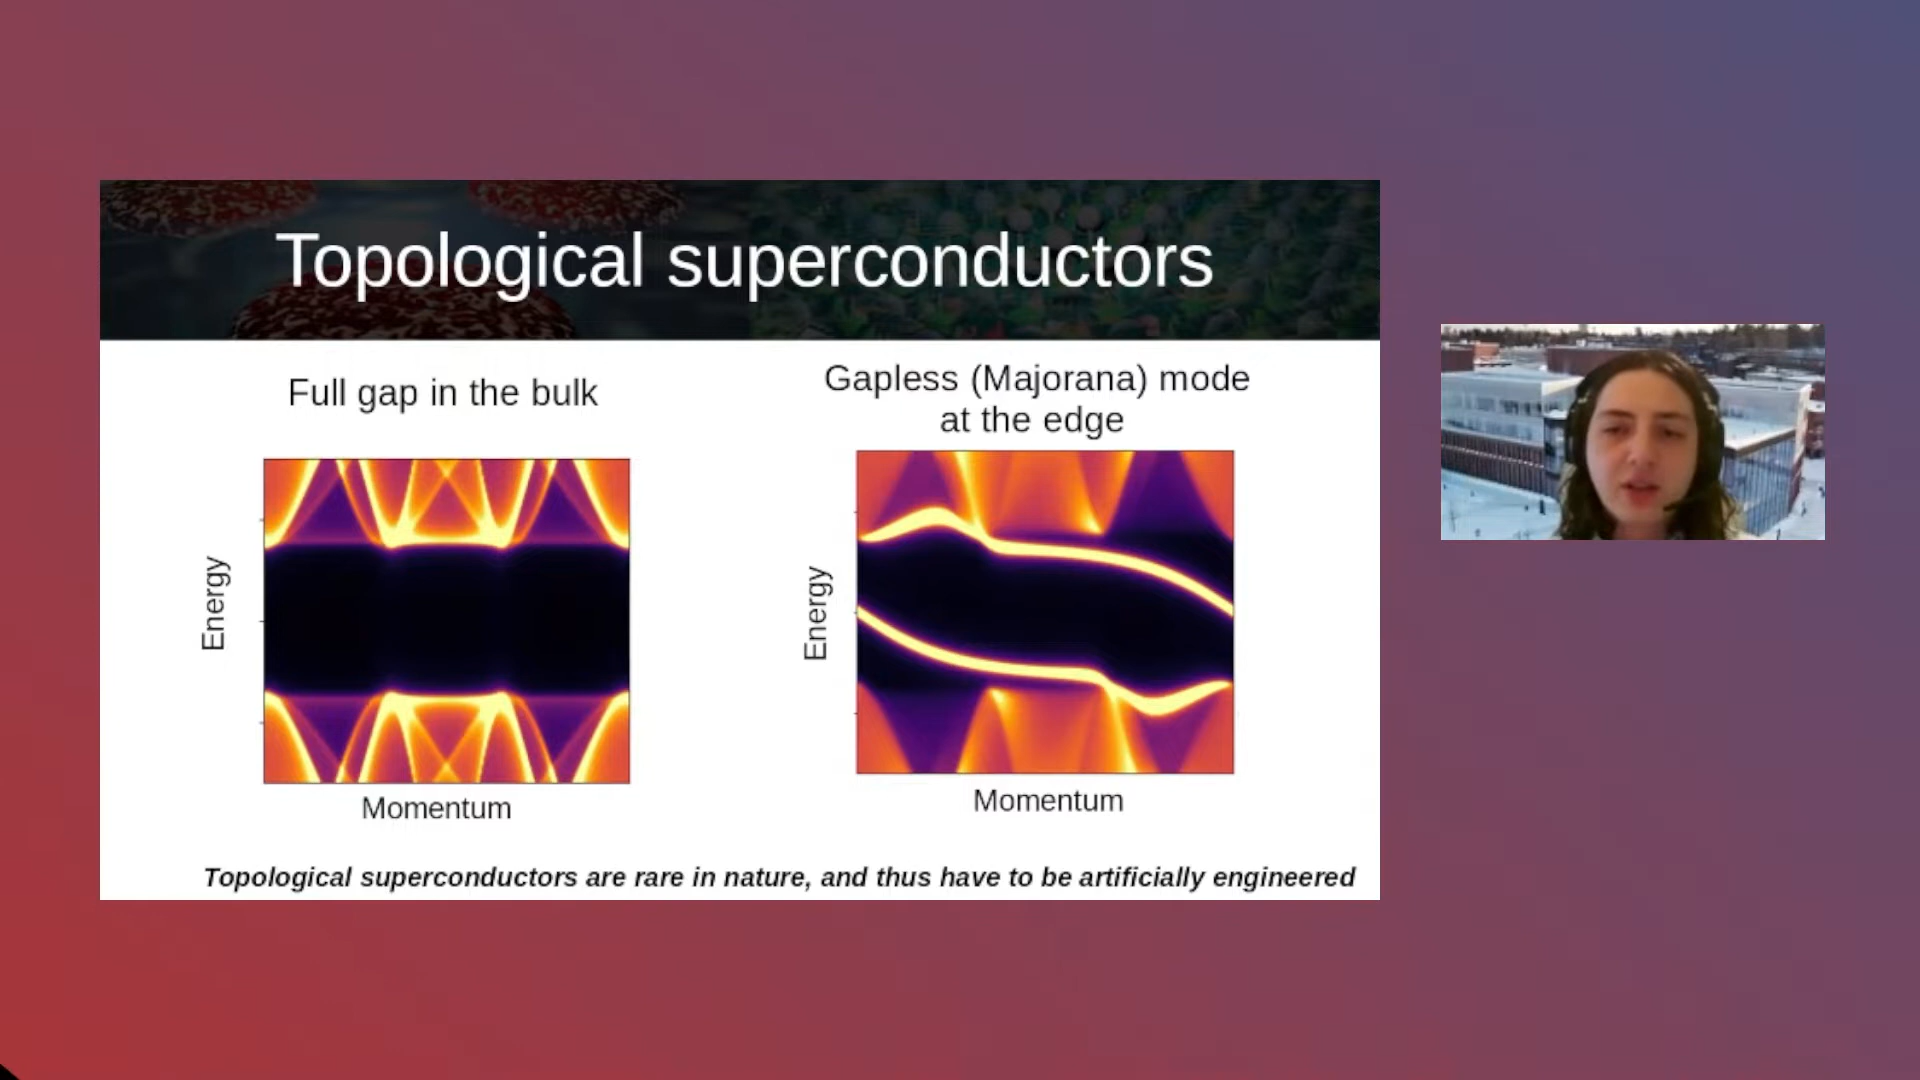 Topological superconductors
Full gap in the bulk
Gapless (Majorana) mode
at the edge
Energy
Momentum
Energy
Momentum
Topological superconductors are rare in nature, and thus have to be artificially engineered